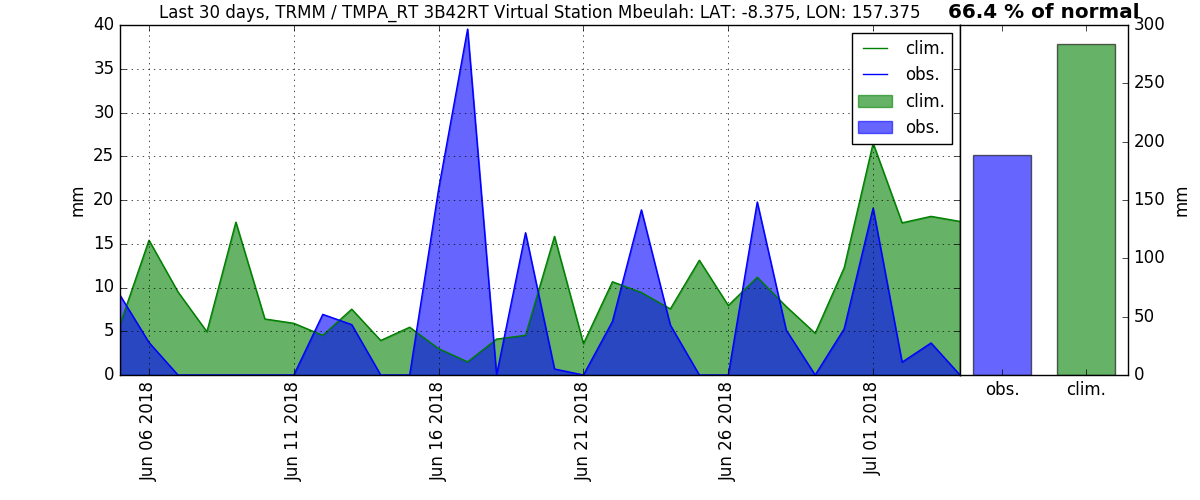 Last 30 days, TRMM / TMPA_RT 3B42RT Virtual Station Mbeulah: LAT: -8.375, LON: 157.375
66.4 % of normal
40
35
30
25
20
15
10
5
0
mm
clim.
obs.
clim.
obs.
Jun 06 2018
Jun 11 2018
Jun 16 2018
Jun 21 2018
Jun 26 2018
Jul 01 2018
300
250
200
150
100
50
0
mm
obs.
clim.